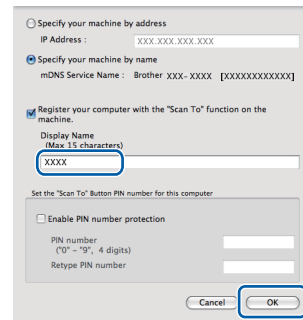 Specify your machine by address
IP Address :
XXX.XXX.XXX.XXX
Specify your machine by name
mDNS Service Name : Brother XXX- XXXX [XXXXXXXXXXXX]
Register your computer with the "Scan To" function on the
machine.
Display Name
(Max 15 characters)
XXXX
Set the "Scan To" Button PIN number for this computer
Enable PIN number protection
PIN number
("0" – "9", 4 digits)
Retype PIN number
Cancel
OK